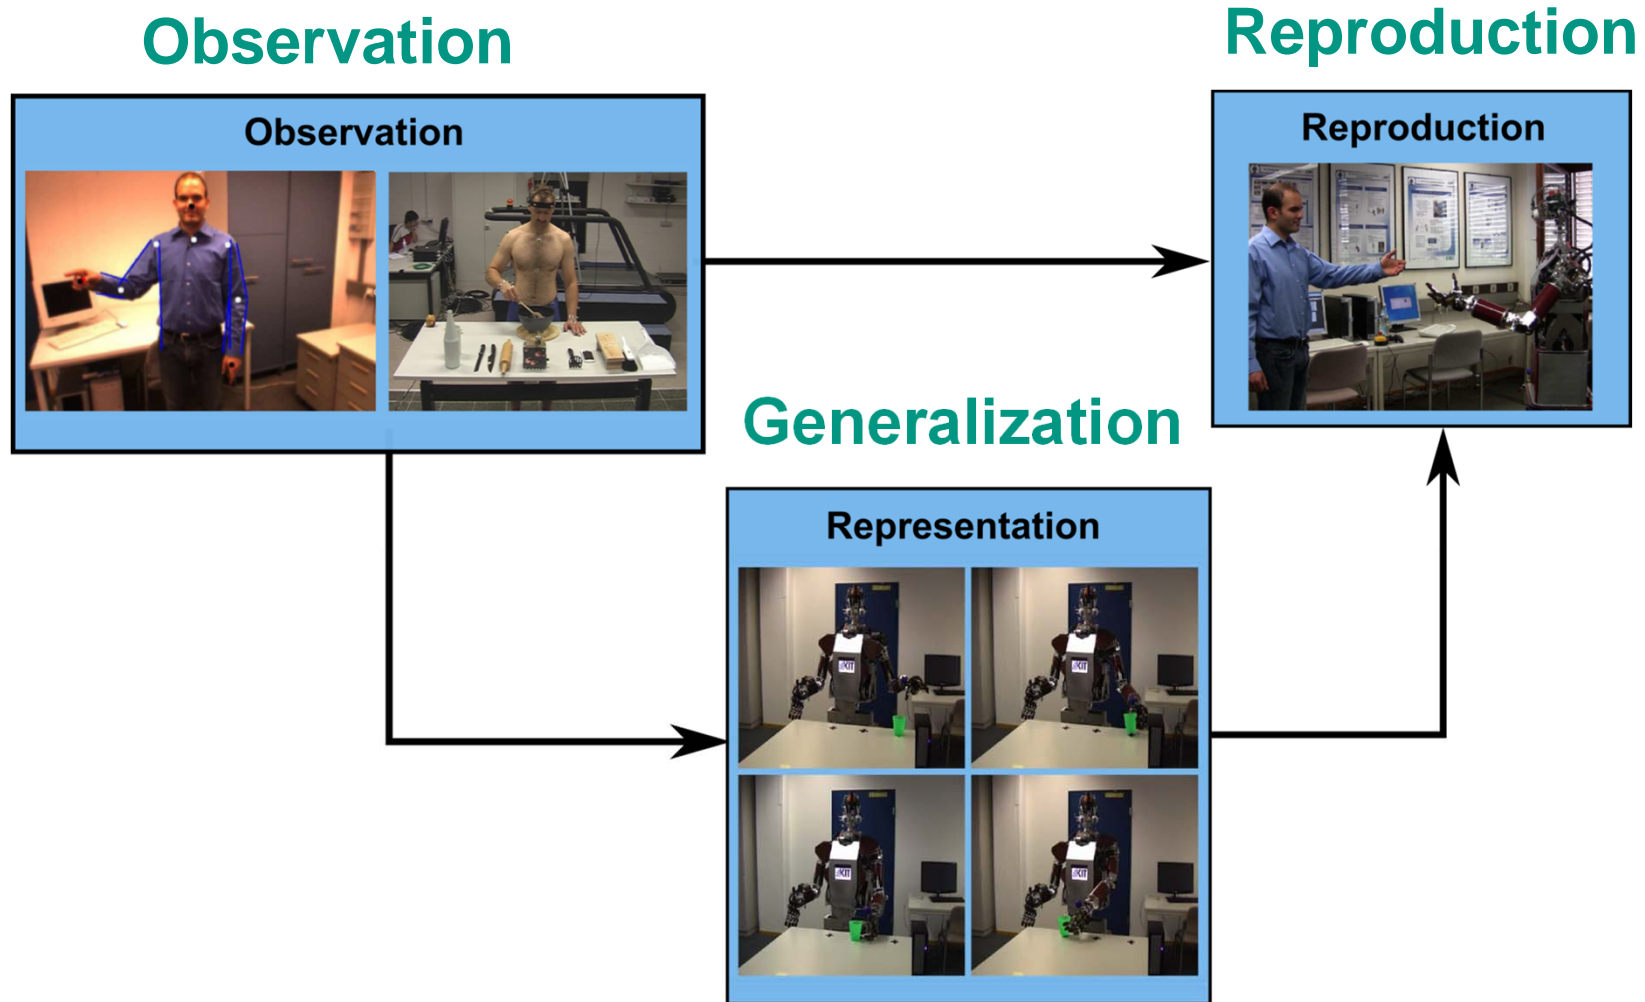 Observation
Reproduction
Observation
Reproduction
Generalization
Representation
KIT
KIT
KIT
KIT